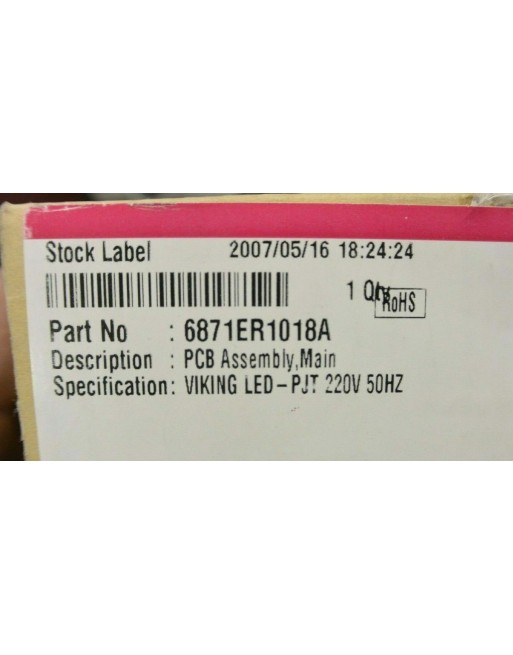 Stock Label 2007/05/16 18:24:24
1 Qty RoHS
Part No : 6871ER1018A
Description : PCB Assembly,Main
Specification: VIKING LED-PJT 220V 50HZ